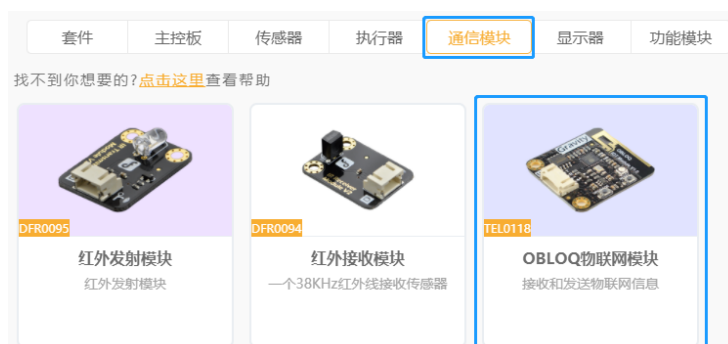 套件 主控板 传感器 执行器 通信模块 显示器 功能模块
找不到你想要的?点击这里查看帮助
Gravity
OBLOQ
DFR0095 DFR0094 TEL0118
红外发射模块 红外接收模块 OBLOQ物联网模块
红外发射模块 一个38KHz红外线接收传感器 接收和发送物联网信息